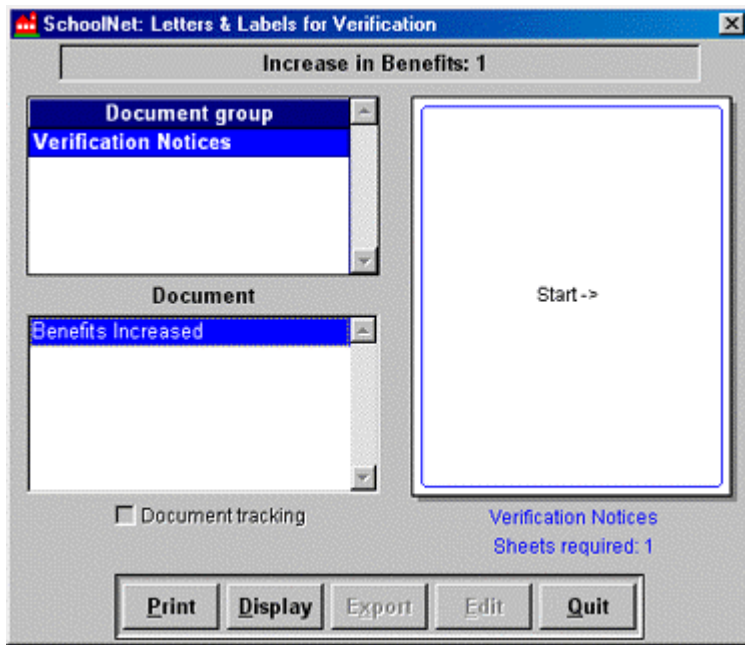 SchoolNet: Letters & Labels for Verification
Increase in Benefits: 1
Document group
Verification Notices
Start ->
Document
Benefits Increased
Document tracking
Verification Notices
Sheets required: 1
Print Display Export Edit Quit